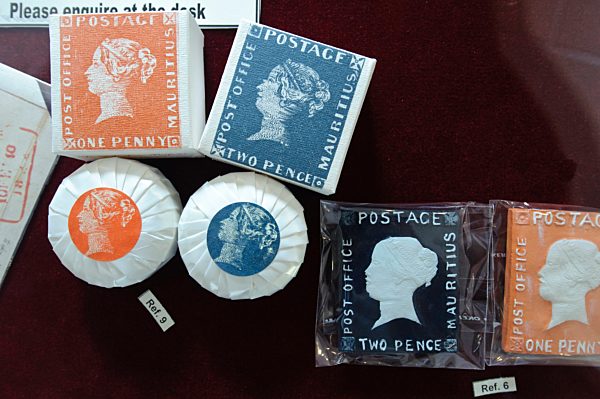 Please enquire at the desk
POSTAGE
POST OFFICE
MAURITIUS
ONE PENNY
POSTAGE
POST OFFICE
MAURITIUS
TWO PENCE
POSTAGE
POST OFFICE
MAURITIUS
TWO PENCE
POSTAGE
POST OFFICE
ONE PENNY
Ref. 9
Ref. 6